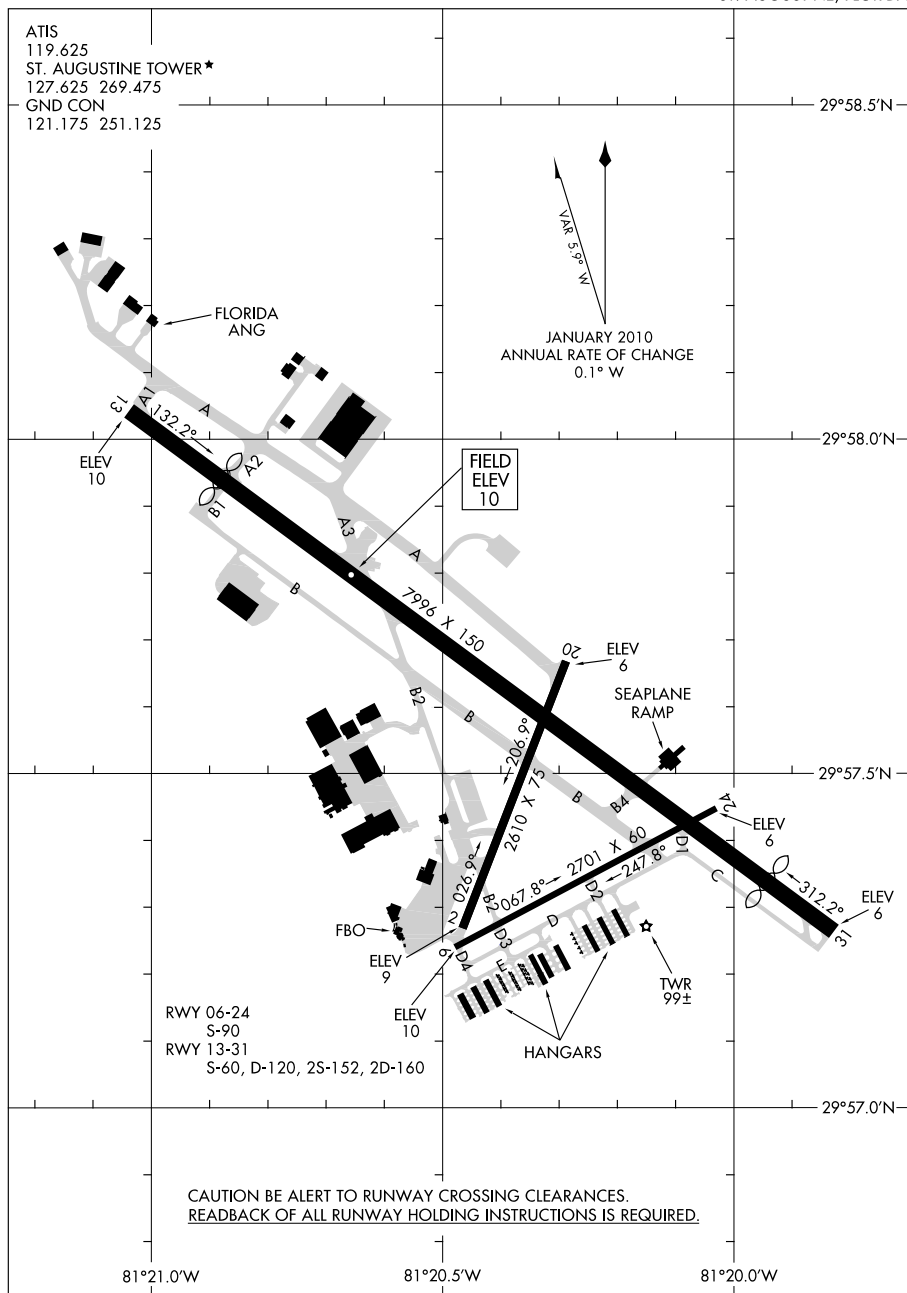 ATIS
119.625
ST. AUGUSTINE TOWER★
127.625 269.475
GND CON
121.175 251.125
29°58.5'N
VAR 5.9° W
JANUARY 2010
ANNUAL RATE OF CHANGE
0.1° W
FLORIDA
ANG
13
A1
132.2°
A
ELEV
10
29°58.0'N
A2
B1
FIELD
ELEV
10
A3
A
B
7996 X 150
20
ELEV
6
SEAPLANE
RAMP
B2
B
206.9°
2610 X 75
29°57.5'N
B
B4
24
ELEV
6
D1
C
312.2°
ELEV
6
31
026.9°
067.8°
2701 X 60
247.8°
2
B2
D2
D
D3
FBO
6
D4
E
ELEV
9
ELEV
10
TWR
99±
HANGARS
RWY 06-24
S-90
RWY 13-31
S-60, D-120, 2S-152, 2D-160
29°57.0'N
CAUTION BE ALERT TO RUNWAY CROSSING CLEARANCES.
READBACK OF ALL RUNWAY HOLDING INSTRUCTIONS IS REQUIRED.
81°21.0'W
81°20.5'W
81°20.0'W